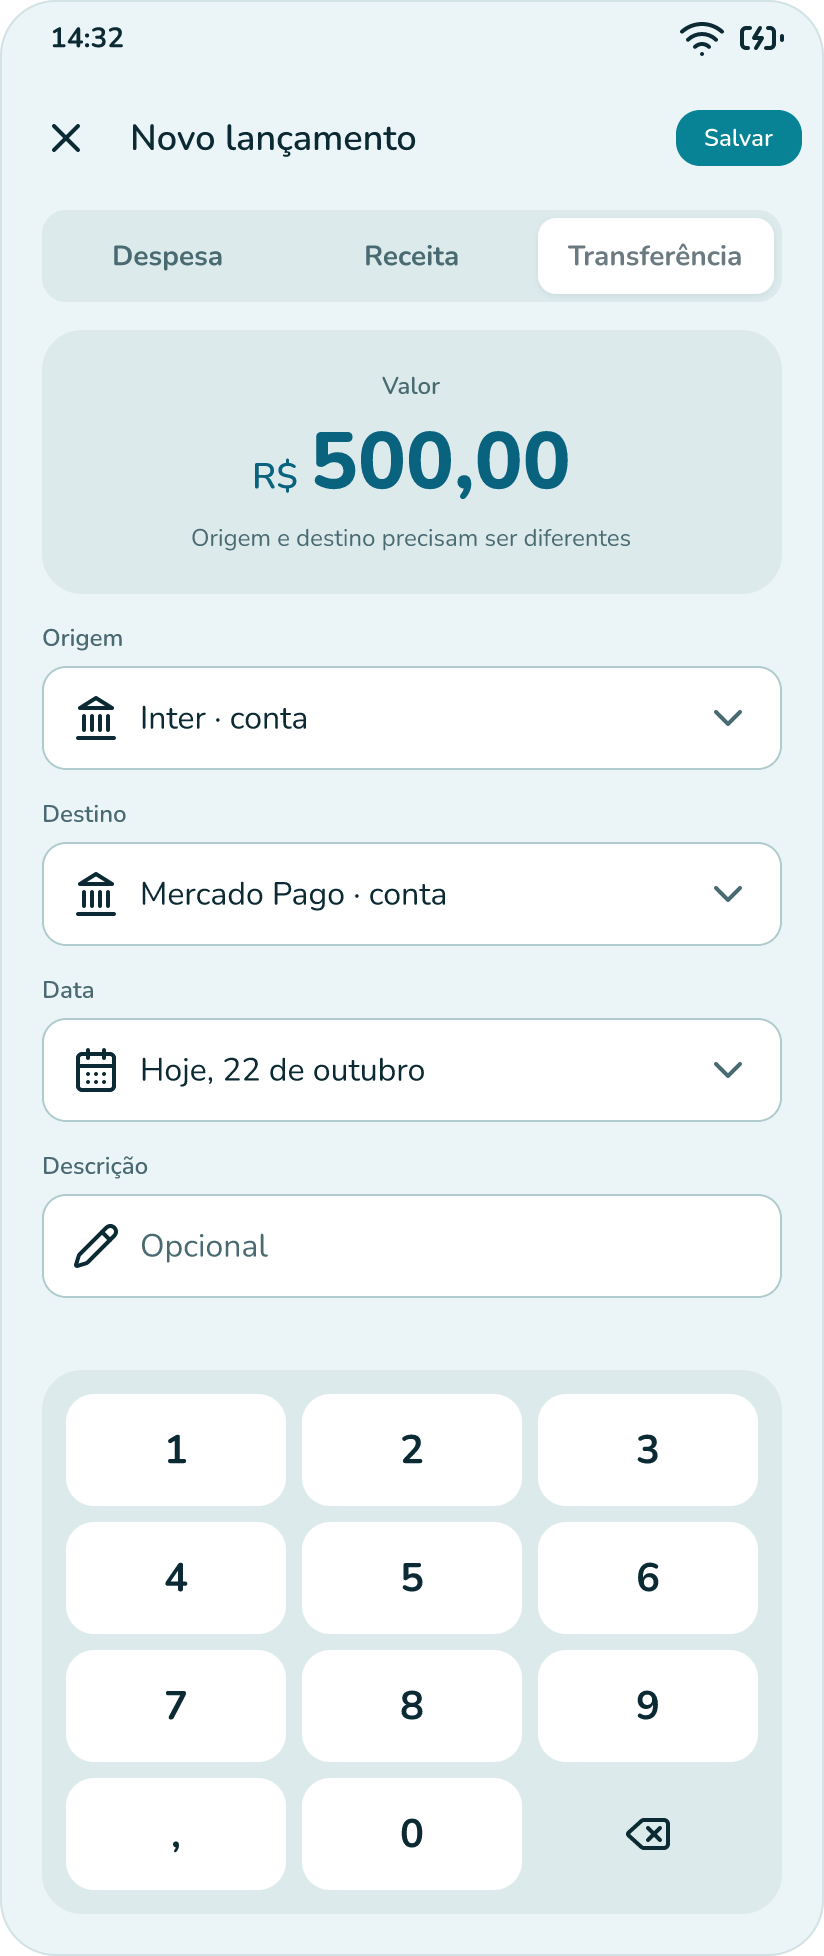 14:32
Novo lançamento
Salvar
Despesa
Receita
Transferência
Valor
R$ 500,00
Origem e destino precisam ser diferentes
Origem
Inter · conta
Destino
Mercado Pago · conta
Data
Hoje, 22 de outubro
Descrição
Opcional
1 2 3
4 5 6
7 8 9
, 0